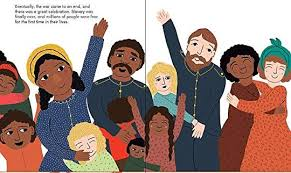 Eventually, the war came to an end, and
there was a great celebration. Slavery was
finally over, and millions of people were free
for the first time in their lives.